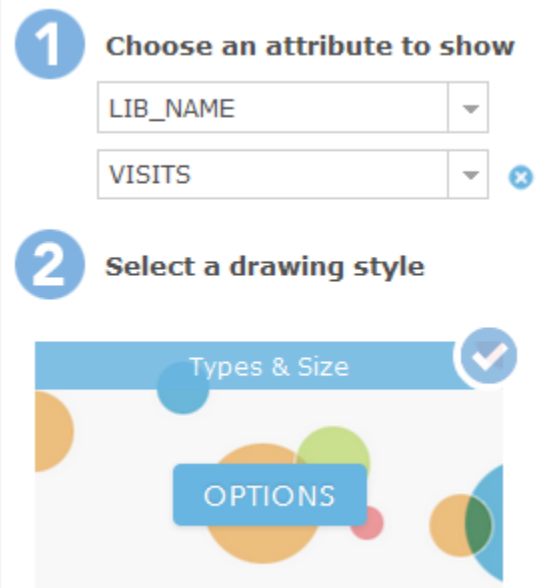 1 Choose an attribute to show
LIB_NAME
VISITS
2 Select a drawing style
Types & Size
OPTIONS